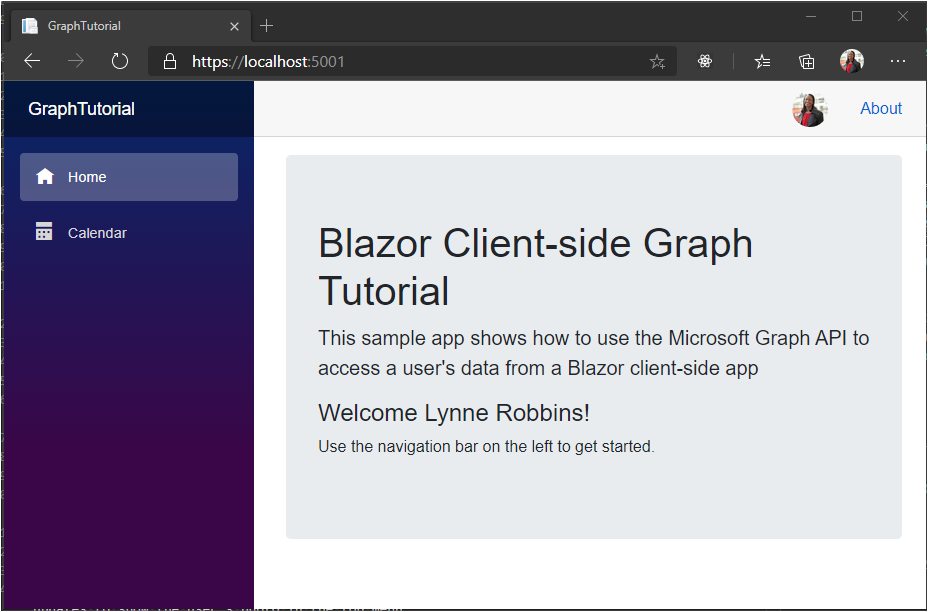 GraphTutorial
https://localhost:5001
GraphTutorial
About
Home
Calendar
Blazor Client-side Graph
Tutorial
This sample app shows how to use the Microsoft Graph API to
access a user's data from a Blazor client-side app
Welcome Lynne Robbins!
Use the navigation bar on the left to get started.